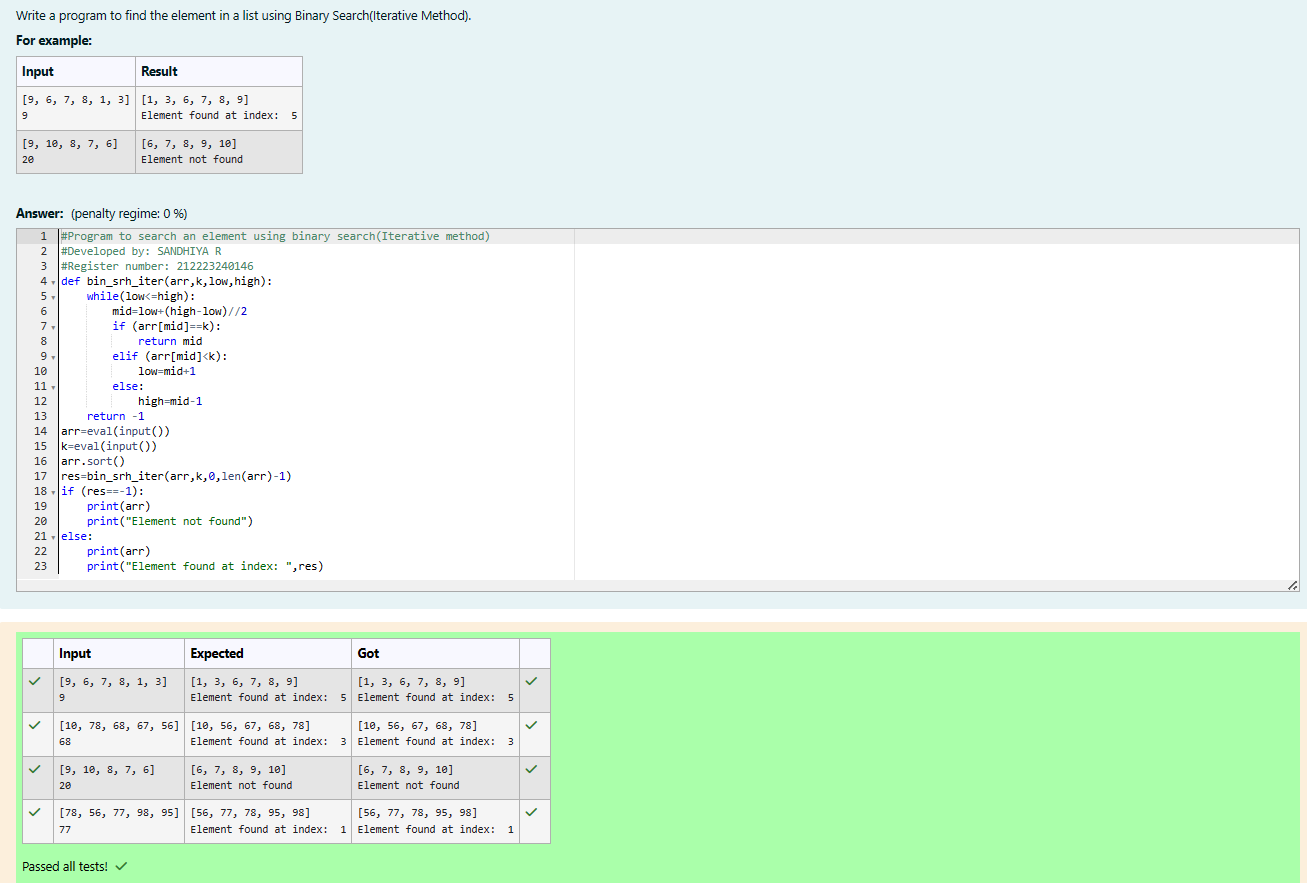 Write a program to find the element in a list using Binary Search(Iterative Method).
For example:
Input Result
[9, 6, 7, 8, 1, 3] [1, 3, 6, 7, 8, 9]
9 Element found at index:  5
[9, 10, 8, 7, 6] [6, 7, 8, 9, 10]
20 Element not found
Answer: (penalty regime: 0 %)
1 #Program to search an element using binary search(Iterative method)
2 #Developed by: SANDHIYA R
3 #Register number: 212223240146
4 def bin_srh_iter(arr,k,low,high):
5     while(low<=high):
6         mid=low+(high-low)//2
7         if (arr[mid]==k):
8             return mid
9         elif (arr[mid]<k):
10             low=mid+1
11         else:
12             high=mid-1
13     return -1
14 arr=eval(input())
15 k=eval(input())
16 arr.sort()
17 res=bin_srh_iter(arr,k,0,len(arr)-1)
18 if (res==-1):
19     print(arr)
20     print("Element not found")
21 else:
22     print(arr)
23     print("Element found at index: ",res)
Input Expected Got
[9, 6, 7, 8, 1, 3] [1, 3, 6, 7, 8, 9] [1, 3, 6, 7, 8, 9]
9 Element found at index:  5 Element found at index:  5
[10, 78, 68, 67, 56] [10, 56, 67, 68, 78] [10, 56, 67, 68, 78]
68 Element found at index:  3 Element found at index:  3
[9, 10, 8, 7, 6] [6, 7, 8, 9, 10] [6, 7, 8, 9, 10]
20 Element not found Element not found
[78, 56, 77, 98, 95] [56, 77, 78, 95, 98] [56, 77, 78, 95, 98]
77 Element found at index:  1 Element found at index:  1
Passed all tests!